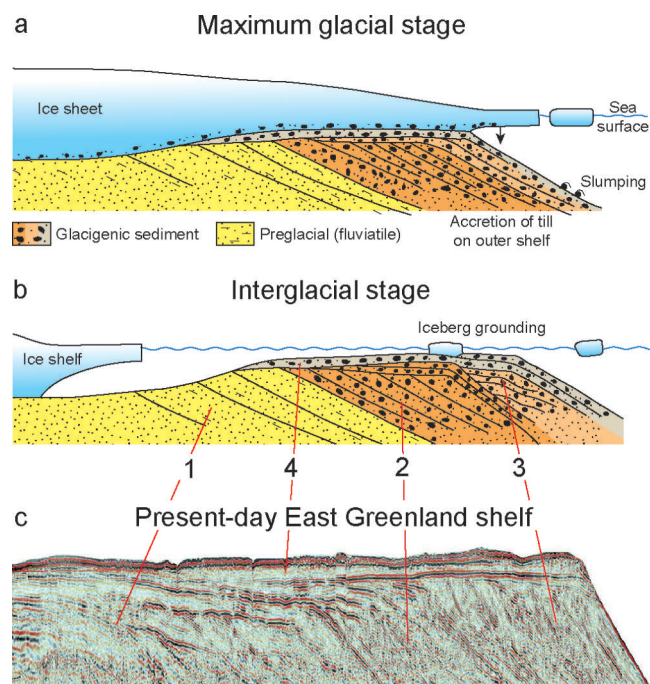 a
Maximum glacial stage
Ice sheet
Sea
surface
Slumping
Glacigenic sediment
Preglacial (fluviatile)
Accretion of till
on outer shelf
b
Interglacial stage
Iceberg grounding
Ice shelf
1
4
2
3
c
Present-day East Greenland shelf